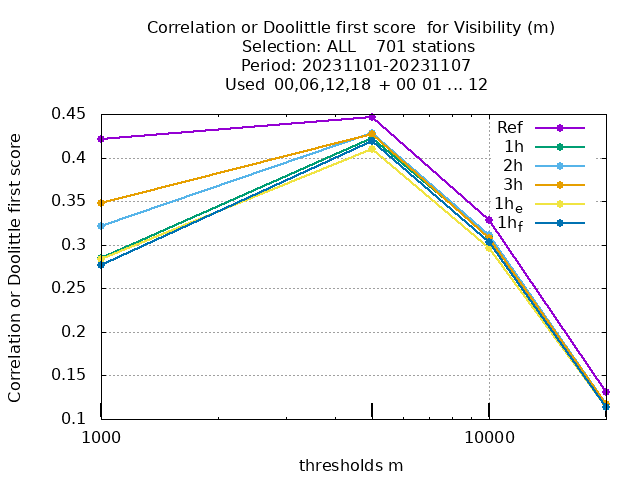 Correlation or Doolittle first score  for Visibility (m)
Selection: ALL    701 stations
Period: 20231101-20231107
Used  00,06,12,18  + 00 01 ... 12
Correlation or Doolittle first score
0.45
0.4
0.35
0.3
0.25
0.2
0.15
0.1
Ref
1h
2h
3h
1he
1hf
1000
10000
thresholds m